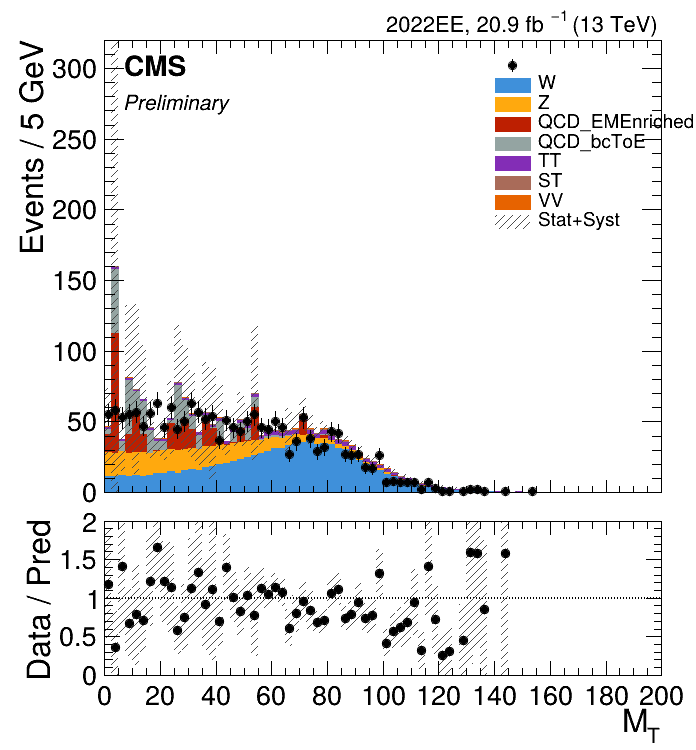 2022EE, 20.9 fb⁻¹ (13 TeV)
Events / 5 GeV
300
250
200
150
100
50
0
CMS
Preliminary
W
Z
QCD_EMEnriched
QCD_bcToE
TT
ST
VV
Stat+Syst
Data / Pred
2
1.5
1
0.5
0
0 20 40 60 80 100 120 140 160 180 200
M_T